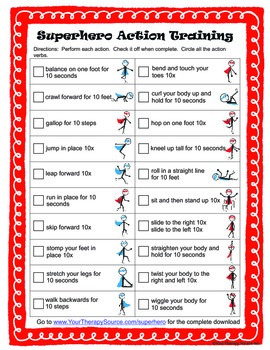 Superhero Action Training
Directions: Perform each action. Check it off when complete. Circle all the action
verbs.
balance on one foot for
10 seconds
bend and touch your
toes 10x
crawl forward for 10 feet
curl your body up and
hold for 10 seconds
gallop for 10 steps
hop on one foot 10x
jump in place 10x
kneel up tall for 10 seconds
leap forward 10x
roll in a straight line
for 10 feet
run in place for 10
seconds
sit and then stand up 10x
skip forward 10x
slide to the right 10x
slide to the left 10x
stomp your feet in
place 10x
straighten your body and
hold for 10 seconds
stretch your legs for
10 seconds
twist your body to the
right and left 10x
walk backwards for
10 steps
wiggle your body for
10 seconds
Go to www.YourTherapySource.com/superhero for the complete download